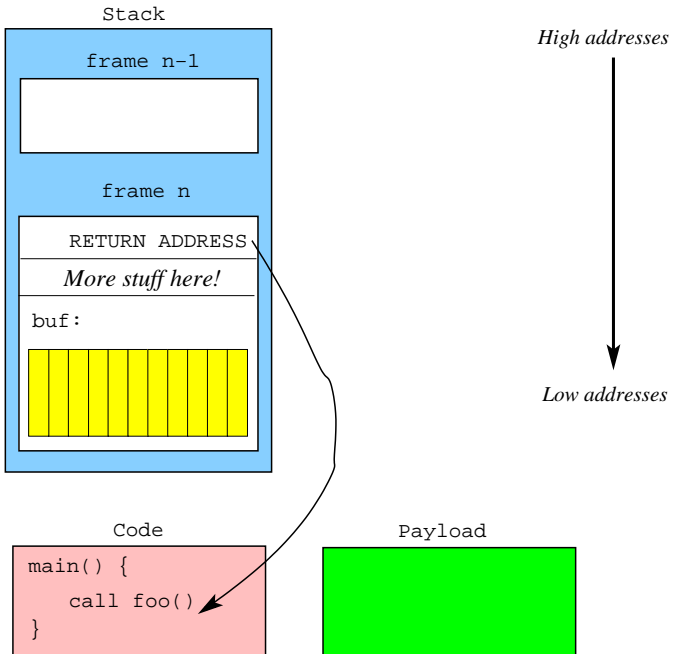 Stack
High addresses
frame n-1
frame n
RETURN ADDRESS
More stuff here!
buf:
Low addresses
Code
Payload
main() {
call foo()
}